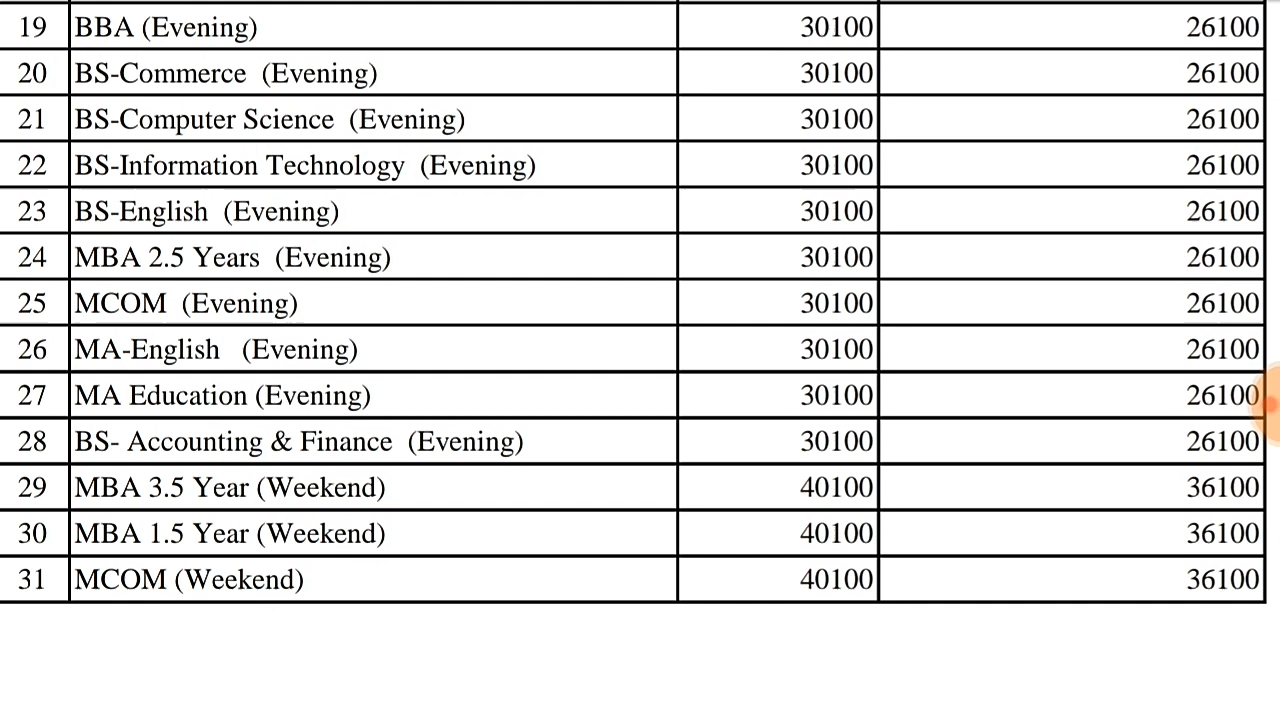 19 BBA (Evening) 30100 26100
20 BS-Commerce (Evening) 30100 26100
21 BS-Computer Science (Evening) 30100 26100
22 BS-Information Technology (Evening) 30100 26100
23 BS-English (Evening) 30100 26100
24 MBA 2.5 Years (Evening) 30100 26100
25 MCOM (Evening) 30100 26100
26 MA-English (Evening) 30100 26100
27 MA Education (Evening) 30100 26100
28 BS- Accounting & Finance (Evening) 30100 26100
29 MBA 3.5 Year (Weekend) 40100 36100
30 MBA 1.5 Year (Weekend) 40100 36100
31 MCOM (Weekend) 40100 36100